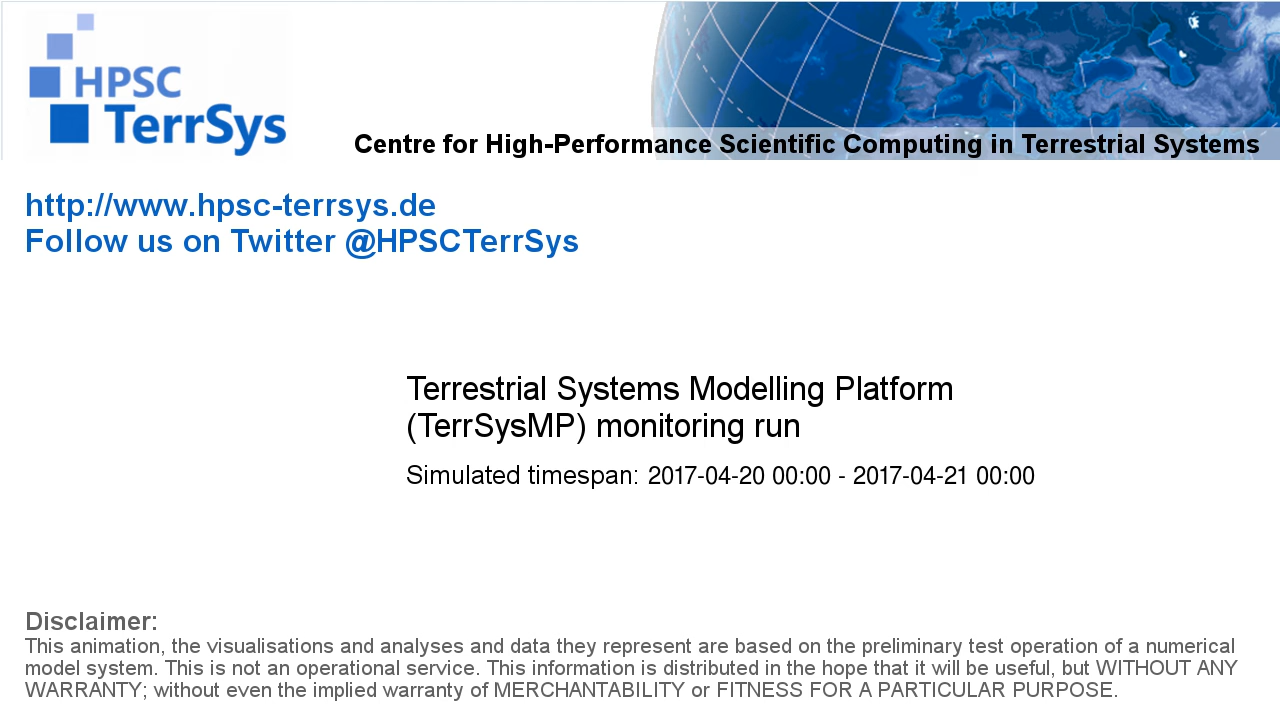 HPSC
TerrSys
Centre for High-Performance Scientific Computing in Terrestrial Systems
http://www.hpsc-terrsys.de
Follow us on Twitter @HPSCTerrSys
Terrestrial Systems Modelling Platform
(TerrSysMP) monitoring run
Simulated timespan: 2017-04-20 00:00 - 2017-04-21 00:00
Disclaimer:
This animation, the visualisations and analyses and data they represent are based on the preliminary test operation of a numerical
model system. This is not an operational service. This information is distributed in the hope that it will be useful, but WITHOUT ANY
WARRANTY; without even the implied warranty of MERCHANTABILITY or FITNESS FOR A PARTICULAR PURPOSE.